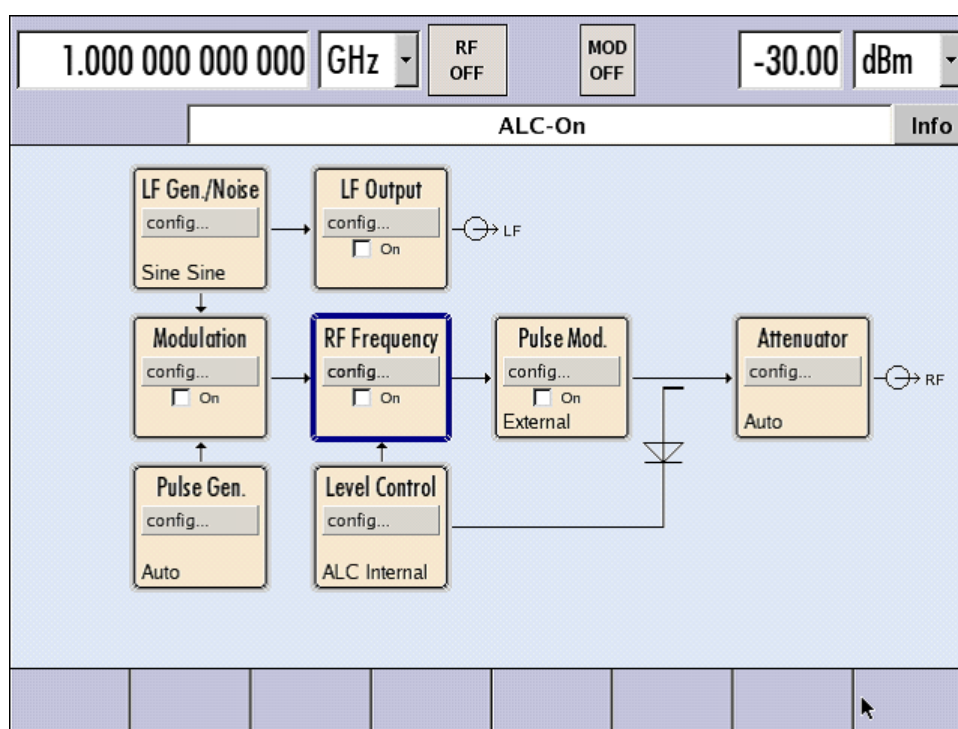 1.000 000 000 000 GHz RF OFF MOD OFF -30.00 dBm
ALC-On Info
LF Gen./Noise
config...
Sine Sine
LF Output
config...
On
LF
Modulation
config...
On
RF Frequency
config...
On
Pulse Mod.
config...
On
External
Attenuator
config...
Auto
RF
Pulse Gen.
config...
Auto
Level Control
config...
ALC Internal